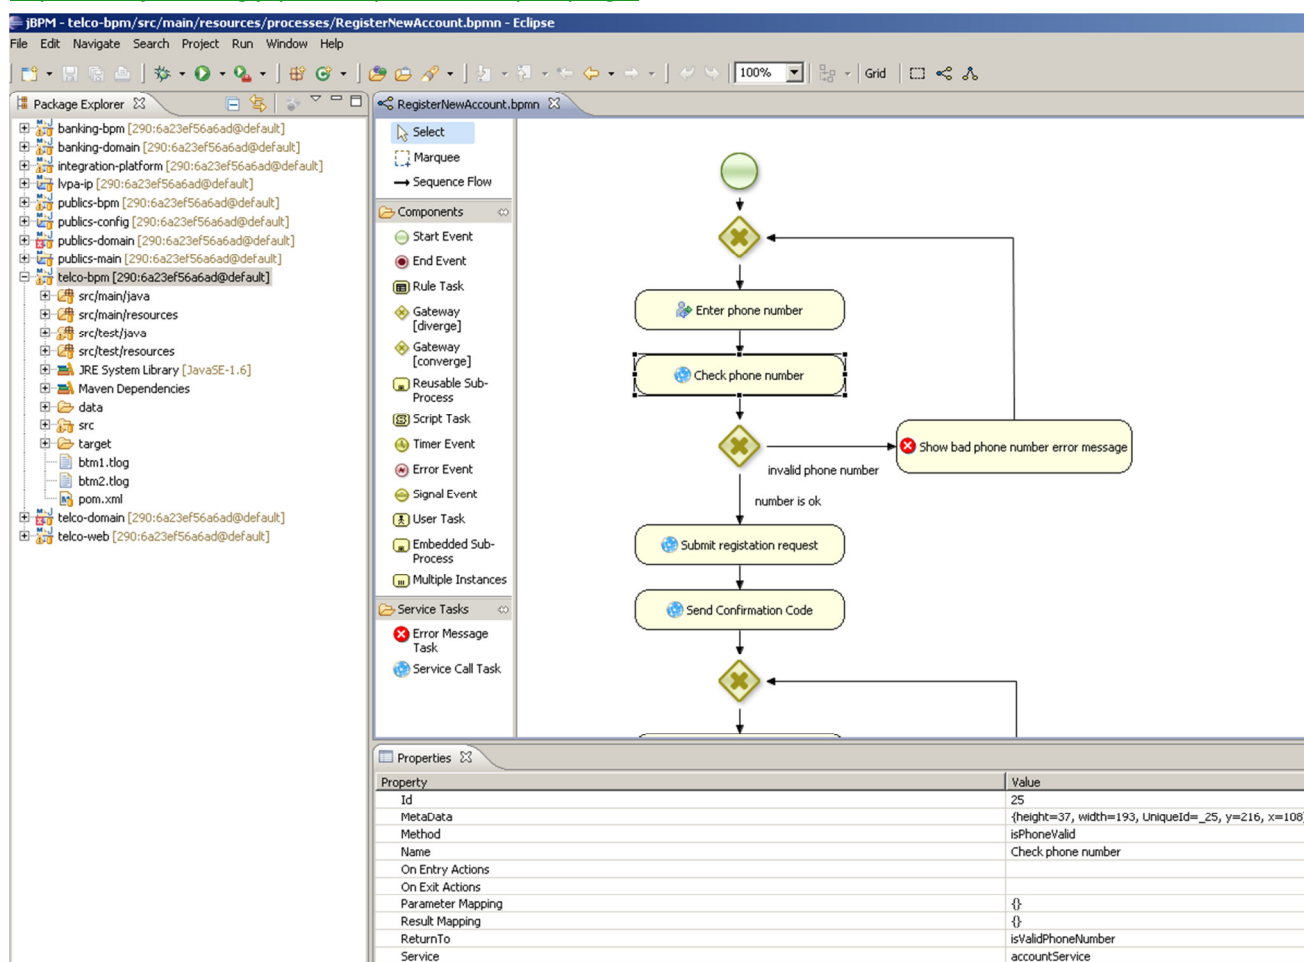 jBPM - telco-bpm/src/main/resources/processes/RegisterNewAccount.bpmn - Eclipse
File Edit Navigate Search Project Run Window Help
100%
Grid
Package Explorer
banking-bpm [290:6a23ef56a6ad@default]
banking-domain [290:6a23ef56a6ad@default]
integration-platform [290:6a23ef56a6ad@default]
lvpa-ip [290:6a23ef56a6ad@default]
publics-bpm [290:6a23ef56a6ad@default]
publics-config [290:6a23ef56a6ad@default]
publics-domain [290:6a23ef56a6ad@default]
publics-main [290:6a23ef56a6ad@default]
telco-bpm [290:6a23ef56a6ad@default]
src/main/java
src/main/resources
src/test/java
src/test/resources
JRE System Library [JavaSE-1.6]
Maven Dependencies
data
src
target
btm1.tlog
btm2.tlog
pom.xml
telco-domain [290:6a23ef56a6ad@default]
telco-web [290:6a23ef56a6ad@default]
RegisterNewAccount.bpmn
Select
Marquee
Sequence Flow
Components
Start Event
End Event
Rule Task
Gateway
[diverge]
Gateway
[converge]
Reusable Sub-
Process
Script Task
Timer Event
Error Event
Signal Event
User Task
Embedded Sub-
Process
Multiple Instances
Service Tasks
Error Message
Task
Service Call Task
Enter phone number
Check phone number
Show bad phone number error message
invalid phone number
number is ok
Submit registation request
Send Confirmation Code
Properties
Property Value
Id 25
MetaData {height=37, width=193, UniqueId=_25, y=216, x=108}
Method isPhoneValid
Name Check phone number
On Entry Actions
On Exit Actions
Parameter Mapping {}
Result Mapping {}
ReturnTo isValidPhoneNumber
Service accountService